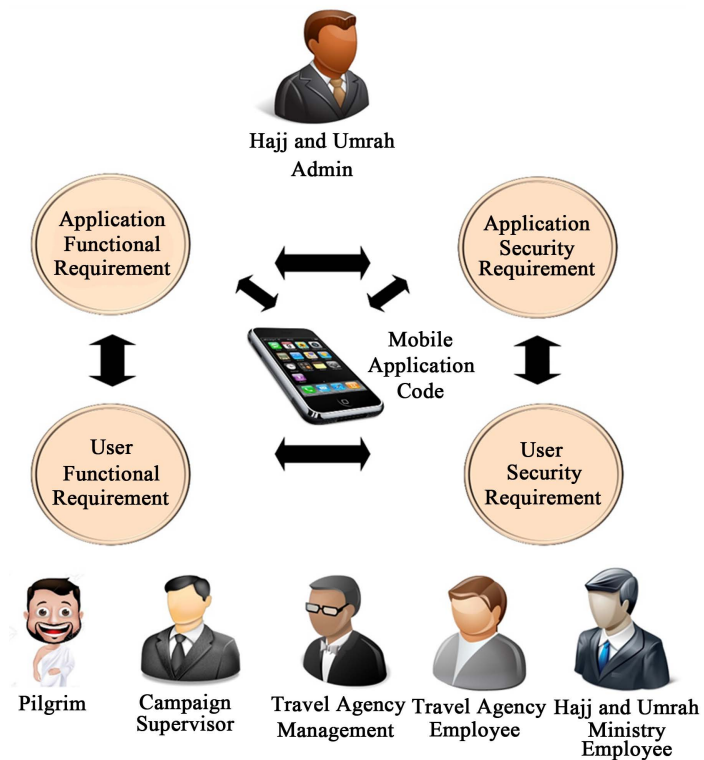 Hajj and Umrah
Admin
Application
Functional
Requirement
Application
Security
Requirement
Mobile
Application
Code
User
Functional
Requirement
User
Security
Requirement
Pilgrim
Campaign
Supervisor
Travel Agency
Management
Travel Agency
Employee
Hajj and Umrah
Ministry
Employee